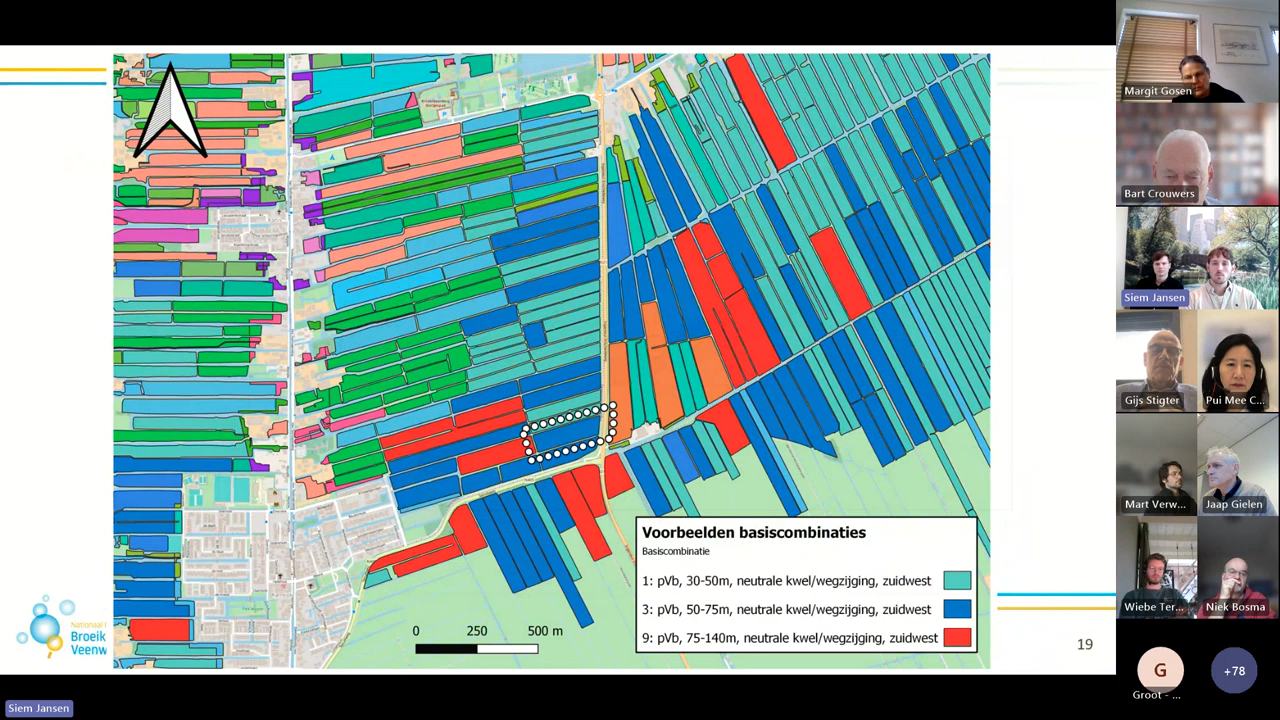 Voorbeelden basiscombinaties
Basiscombinatie
1: pVb, 30-50m, neutrale kwel/wegzijging, zuidwest
3: pVb, 50-75m, neutrale kwel/wegzijging, zuidwest
9: pVb, 75-140m, neutrale kwel/wegzijging, zuidwest
0 250 500 m
Nationaal
Broeik
Veenw
19
Siem Jansen
Margit Gosen
Bart Crouwers
Siem Jansen
Gijs Stigter
Pui Mee C...
Mart Verw...
Jaap Gielen
Wiebe Ter...
Niek Bosma
G
Groot - ...
+78